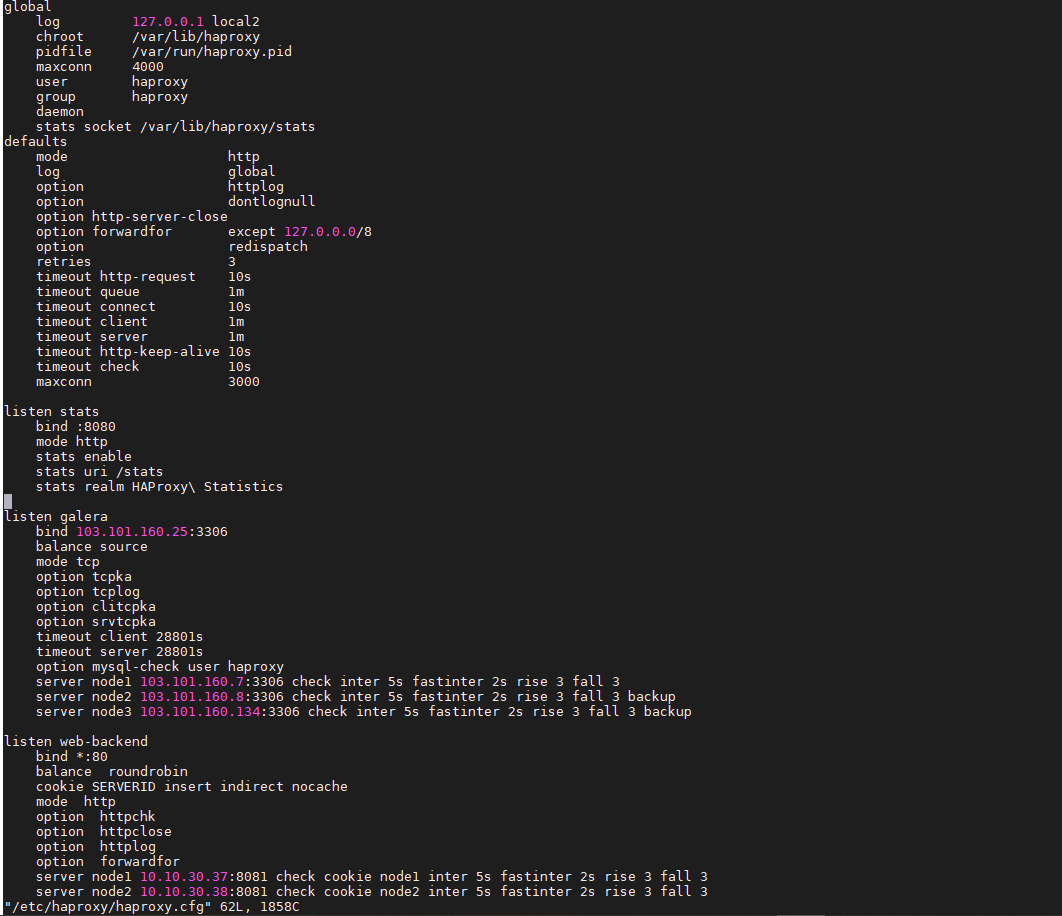 global
    log         127.0.0.1 local2
    chroot      /var/lib/haproxy
    pidfile     /var/run/haproxy.pid
    maxconn     4000
    user        haproxy
    group       haproxy
    daemon
    stats socket /var/lib/haproxy/stats
defaults
    mode                    http
    log                     global
    option                  httplog
    option                  dontlognull
    option http-server-close
    option forwardfor       except 127.0.0.0/8
    option                  redispatch
    retries                 3
    timeout http-request    10s
    timeout queue           1m
    timeout connect         10s
    timeout client          1m
    timeout server          1m
    timeout http-keep-alive 10s
    timeout check           10s
    maxconn                 3000

listen stats
    bind :8080
    mode http
    stats enable
    stats uri /stats
    stats realm HAProxy\ Statistics

listen galera
    bind 103.101.160.25:3306
    balance source
    mode tcp
    option tcpka
    option tcplog
    option clitcpka
    option srvtcpka
    timeout client 28801s
    timeout server 28801s
    option mysql-check user haproxy
    server node1 103.101.160.7:3306 check inter 5s fastinter 2s rise 3 fall 3
    server node2 103.101.160.8:3306 check inter 5s fastinter 2s rise 3 fall 3 backup
    server node3 103.101.160.134:3306 check inter 5s fastinter 2s rise 3 fall 3 backup

listen web-backend
    bind *:80
    balance  roundrobin
    cookie SERVERID insert indirect nocache
    mode  http
    option  httpchk
    option  httpclose
    option  httplog
    option  forwardfor
    server node1 10.10.30.37:8081 check cookie node1 inter 5s fastinter 2s rise 3 fall 3
    server node2 10.10.30.38:8081 check cookie node2 inter 5s fastinter 2s rise 3 fall 3
"/etc/haproxy/haproxy.cfg" 62L, 1858C